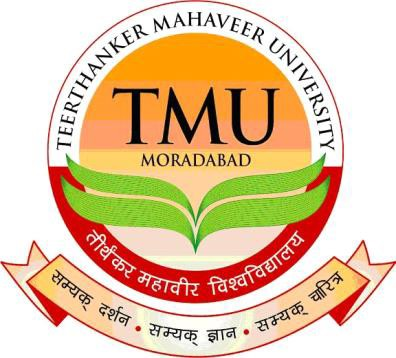 TEERTHANKER MAHAVEER UNIVERSITY
TMU
MORADABAD
तीर्थंकर महावीर विश्वविद्यालय
सम्यक् दर्शन • सम्यक् ज्ञान • सम्यक् चारित्र